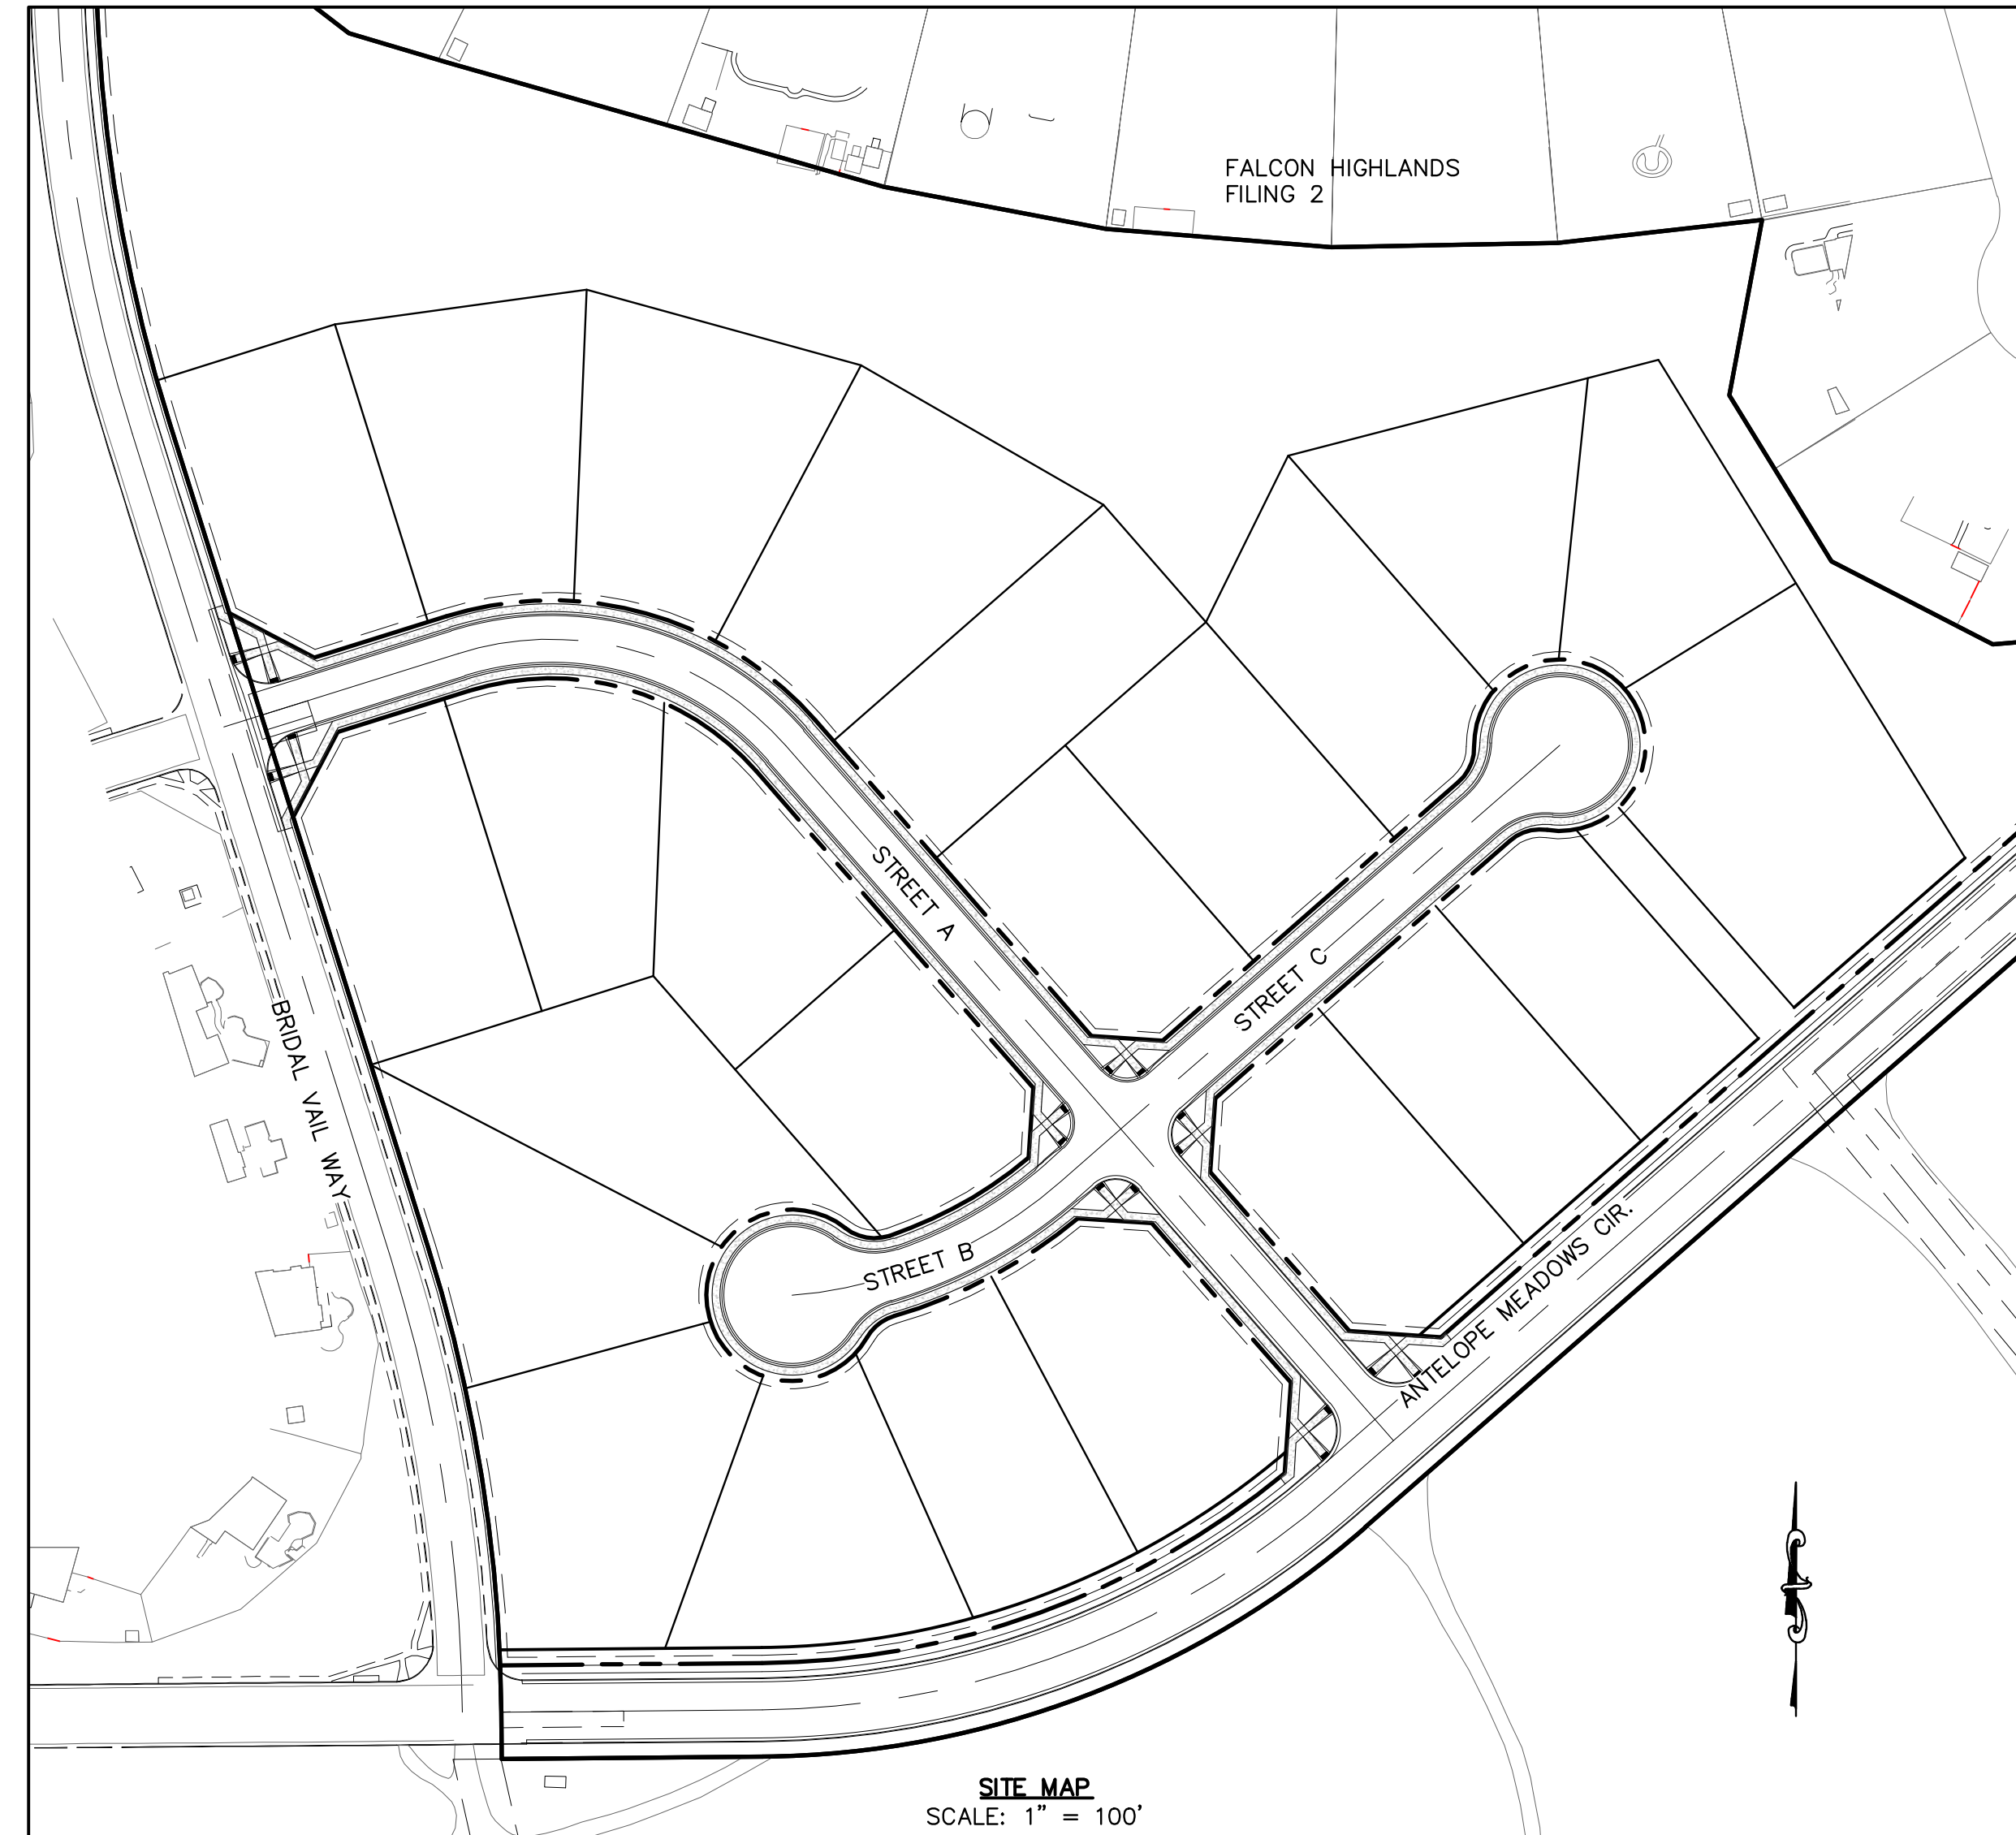 FALCON HIGHLANDS
FILING 2
STREET A
STREET C
BRIDAL VAIL WAY
STREET B
ANTELOPE MEADOWS CIR.
SITE MAP
SCALE: 1" = 100'